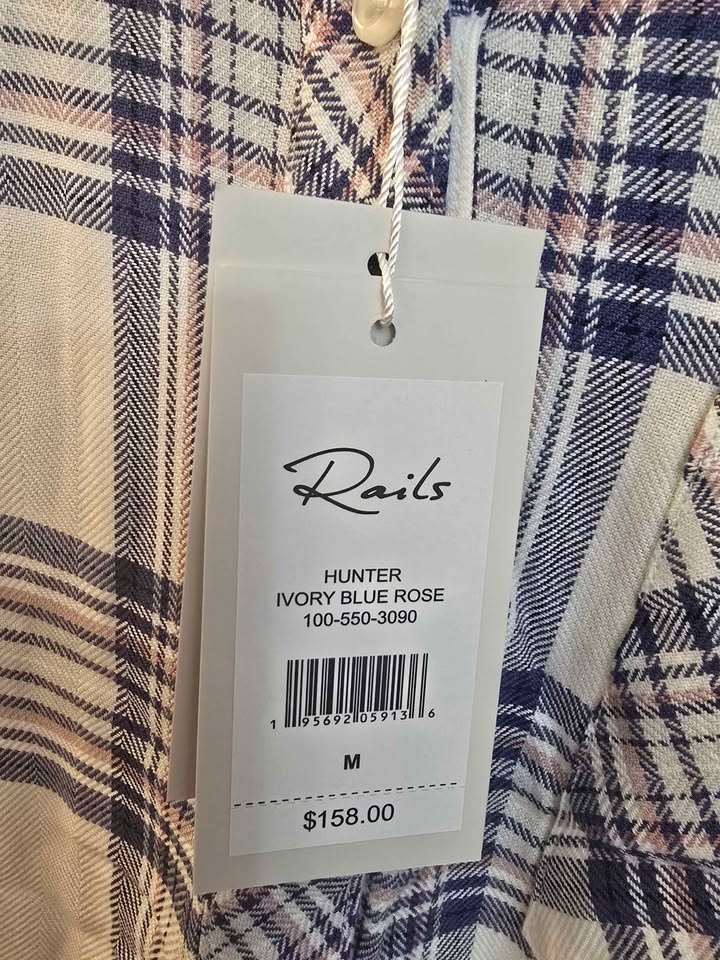 Rails
HUNTER
IVORY BLUE ROSE
100-550-3090
1 95692 05913 6
M
$158.00